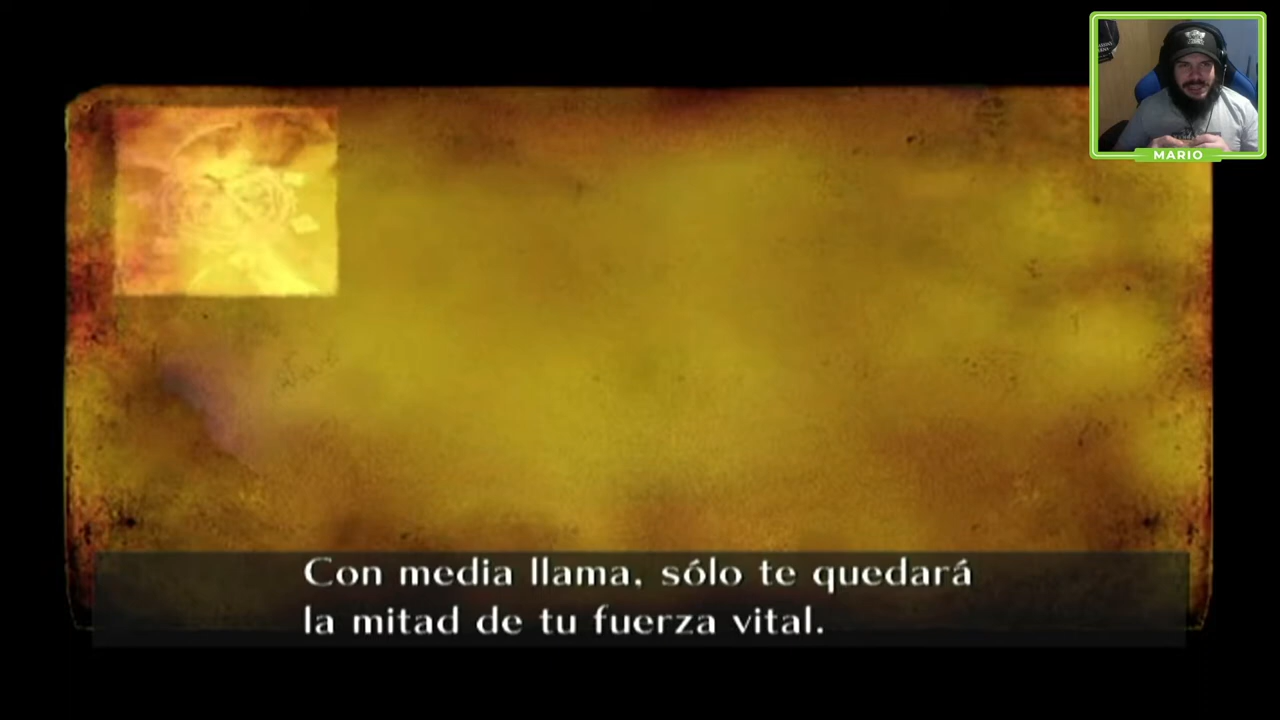 MARIO
Con media llama, sólo te quedará
la mitad de tu fuerza vital.